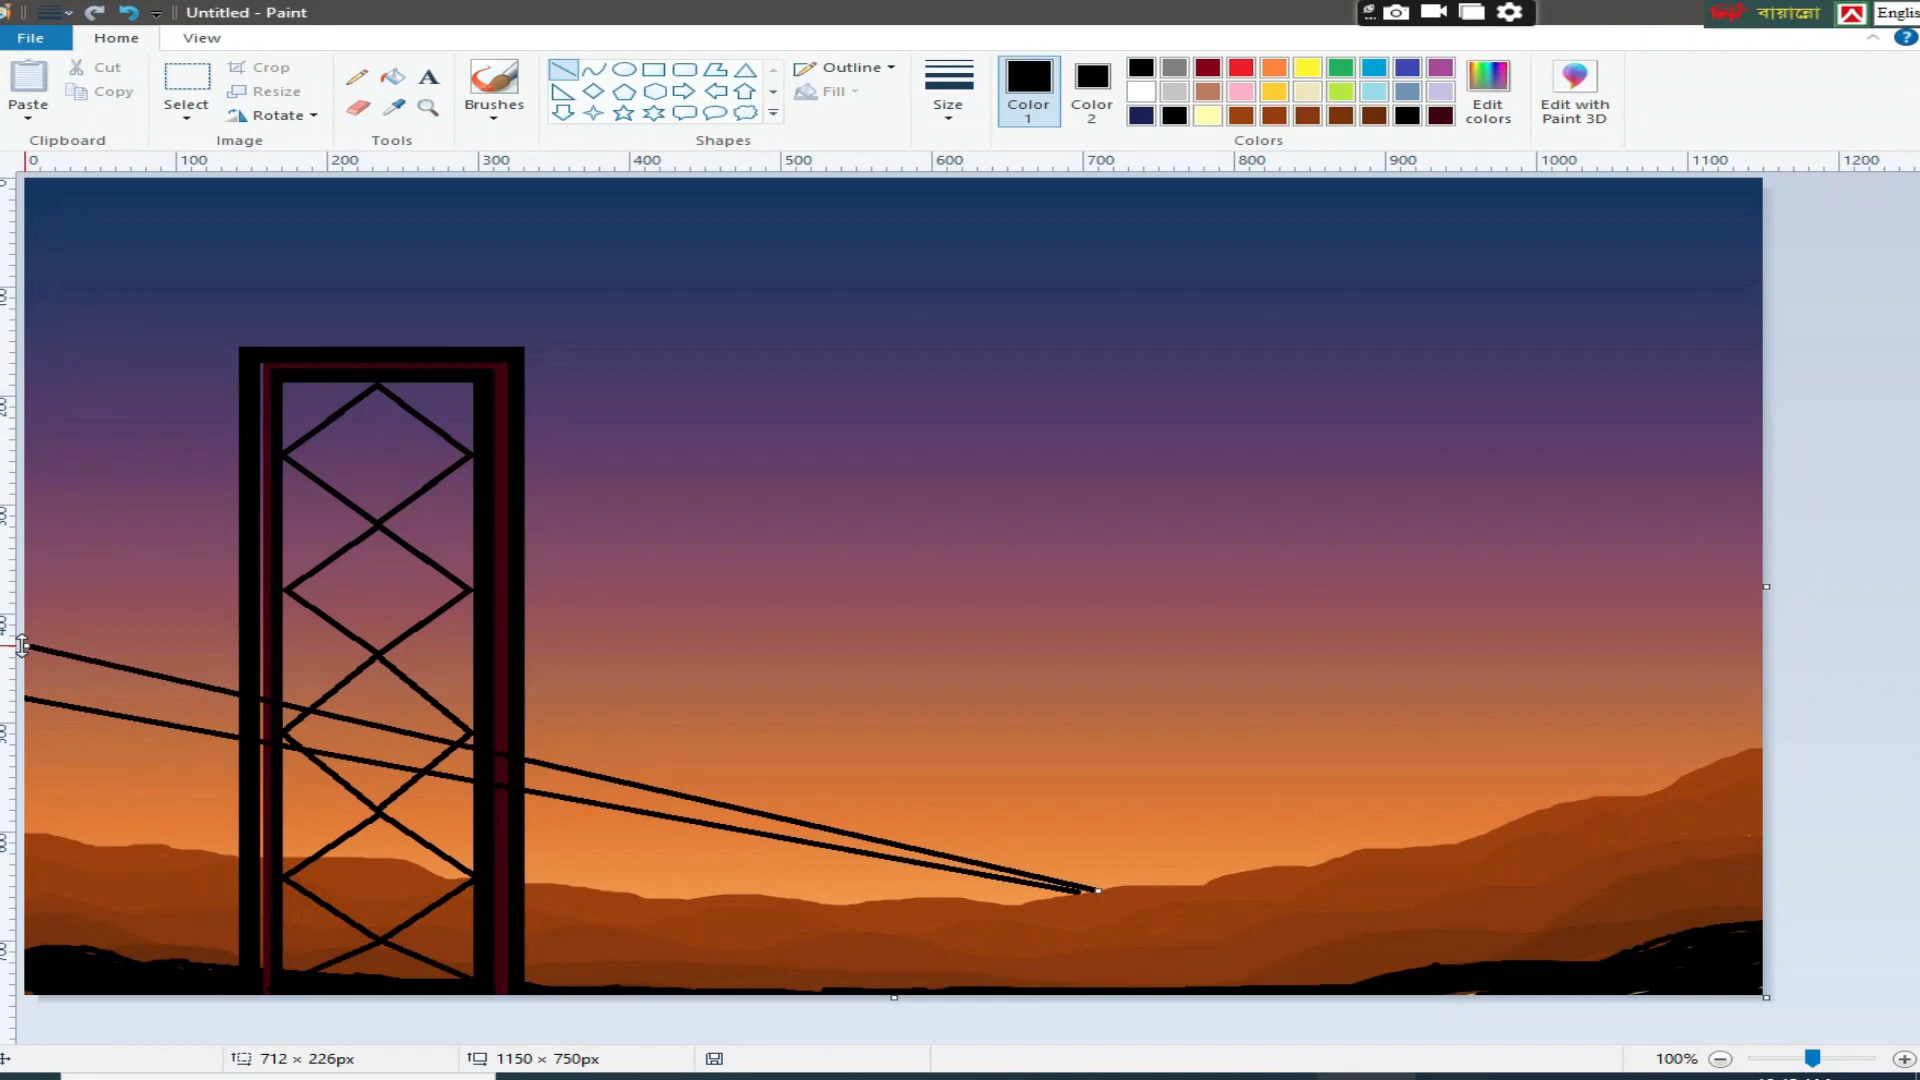 Untitled - Paint
বায়ান্নো
Englis
File
Home
View
Paste
Cut
Copy
Clipboard
Select
Crop
Resize
Rotate
Image
A
Tools
Brushes
Outline
Fill
Shapes
Size
Color
1
Color
2
Edit
colors
Edit with
Paint 3D
Colors
?
0 100 200 300 400 500 600 700 800 900 1000 1100 1200
712 × 226px
1150 × 750px
100%